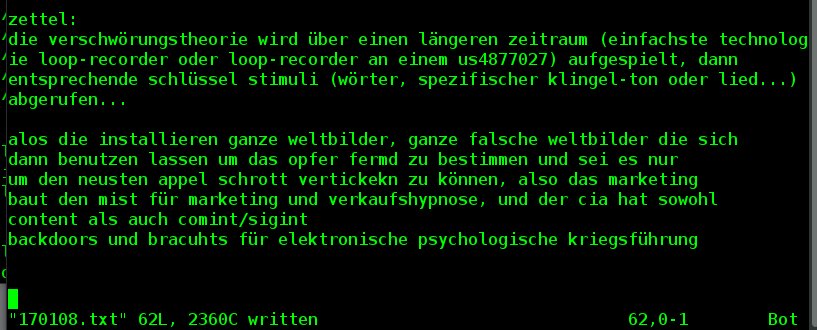 zettel:
die verschwörungstheorie wird über einen längeren zeitraum (einfachste technolog
ie loop-recorder oder loop-recorder an einem us4877027) aufgespielt, dann
entsprechende schlüssel stimuli (wörter, spezifischer klingel-ton oder lied...)
abgerufen...
alos die installieren ganze weltbilder, ganze falsche weltbilder die sich
dann benutzen lassen um das opfer fermd zu bestimmen und sei es nur
um den neusten appel schrott vertickekn zu können, also das marketing
baut den mist für marketing und verkaufshypnose, und der cia hat sowohl
content als auch comint/sigint
backdoors und bracuhts für elektronische psychologische kriegsführung
"170108.txt" 62L, 2360C written 62,0-1 Bot